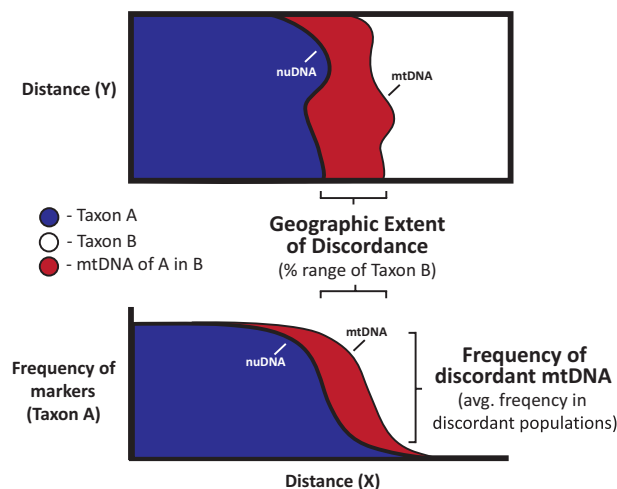 Distance (Y)
nuDNA
mtDNA
- Taxon A
- Taxon B
- mtDNA of A in B
Geographic Extent
of Discordance
(% range of Taxon B)
Frequency of
markers
(Taxon A)
nuDNA
mtDNA
Frequency of
discordant mtDNA
(avg. freqency in
discordant populations)
Distance (X)